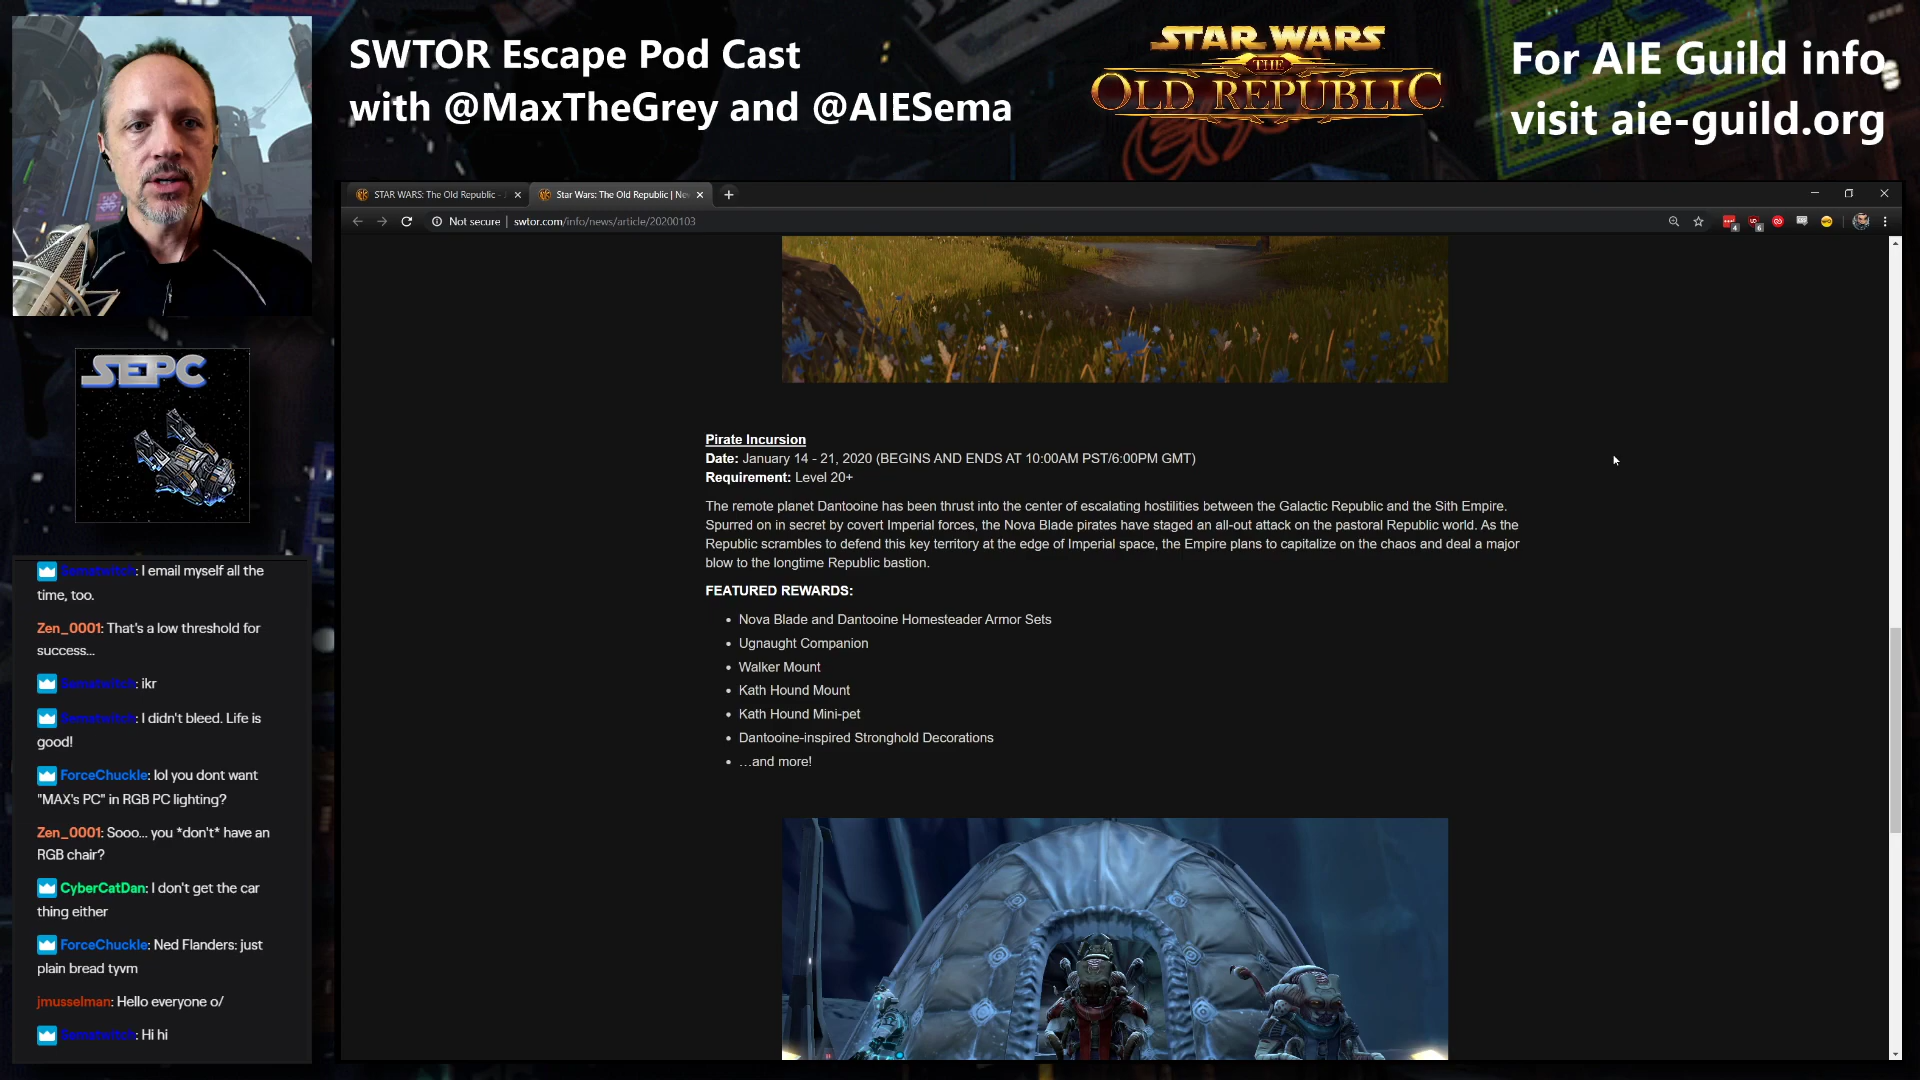 SWTOR Escape Pod Cast
with @MaxTheGrey and @AIESema
STAR WARS
THE
OLD REPUBLIC
For AIE Guild info
visit aie-guild.org
SEPC
Sematwitch: I email myself all the
time, too.
Zen_0001: That's a low threshold for
success...
Sematwitch: ikr
Sematwitch: I didn't bleed. Life is
good!
ForceChuckle: lol you dont want
"MAX's PC" in RGB PC lighting?
Zen_0001: Sooo... you *don't* have an
RGB chair?
CyberCatDan: I don't get the car
thing either
ForceChuckle: Ned Flanders: just
plain bread tyvm
jmusselman: Hello everyone o/
Sematwitch: Hi hi
STAR WARS: The Old Republic -
Star Wars: The Old Republic | Ne
Not secure | swtor.com/info/news/article/20200103
4
6
Pirate Incursion
Date: January 14 - 21, 2020 (BEGINS AND ENDS AT 10:00AM PST/6:00PM GMT)
Requirement: Level 20+
The remote planet Dantooine has been thrust into the center of escalating hostilities between the Galactic Republic and the Sith Empire.
Spurred on in secret by covert Imperial forces, the Nova Blade pirates have staged an all-out attack on the pastoral Republic world. As the
Republic scrambles to defend this key territory at the edge of Imperial space, the Empire plans to capitalize on the chaos and deal a major
blow to the longtime Republic bastion.
FEATURED REWARDS:
• Nova Blade and Dantooine Homesteader Armor Sets
• Ugnaught Companion
• Walker Mount
• Kath Hound Mount
• Kath Hound Mini-pet
• Dantooine-inspired Stronghold Decorations
• …and more!